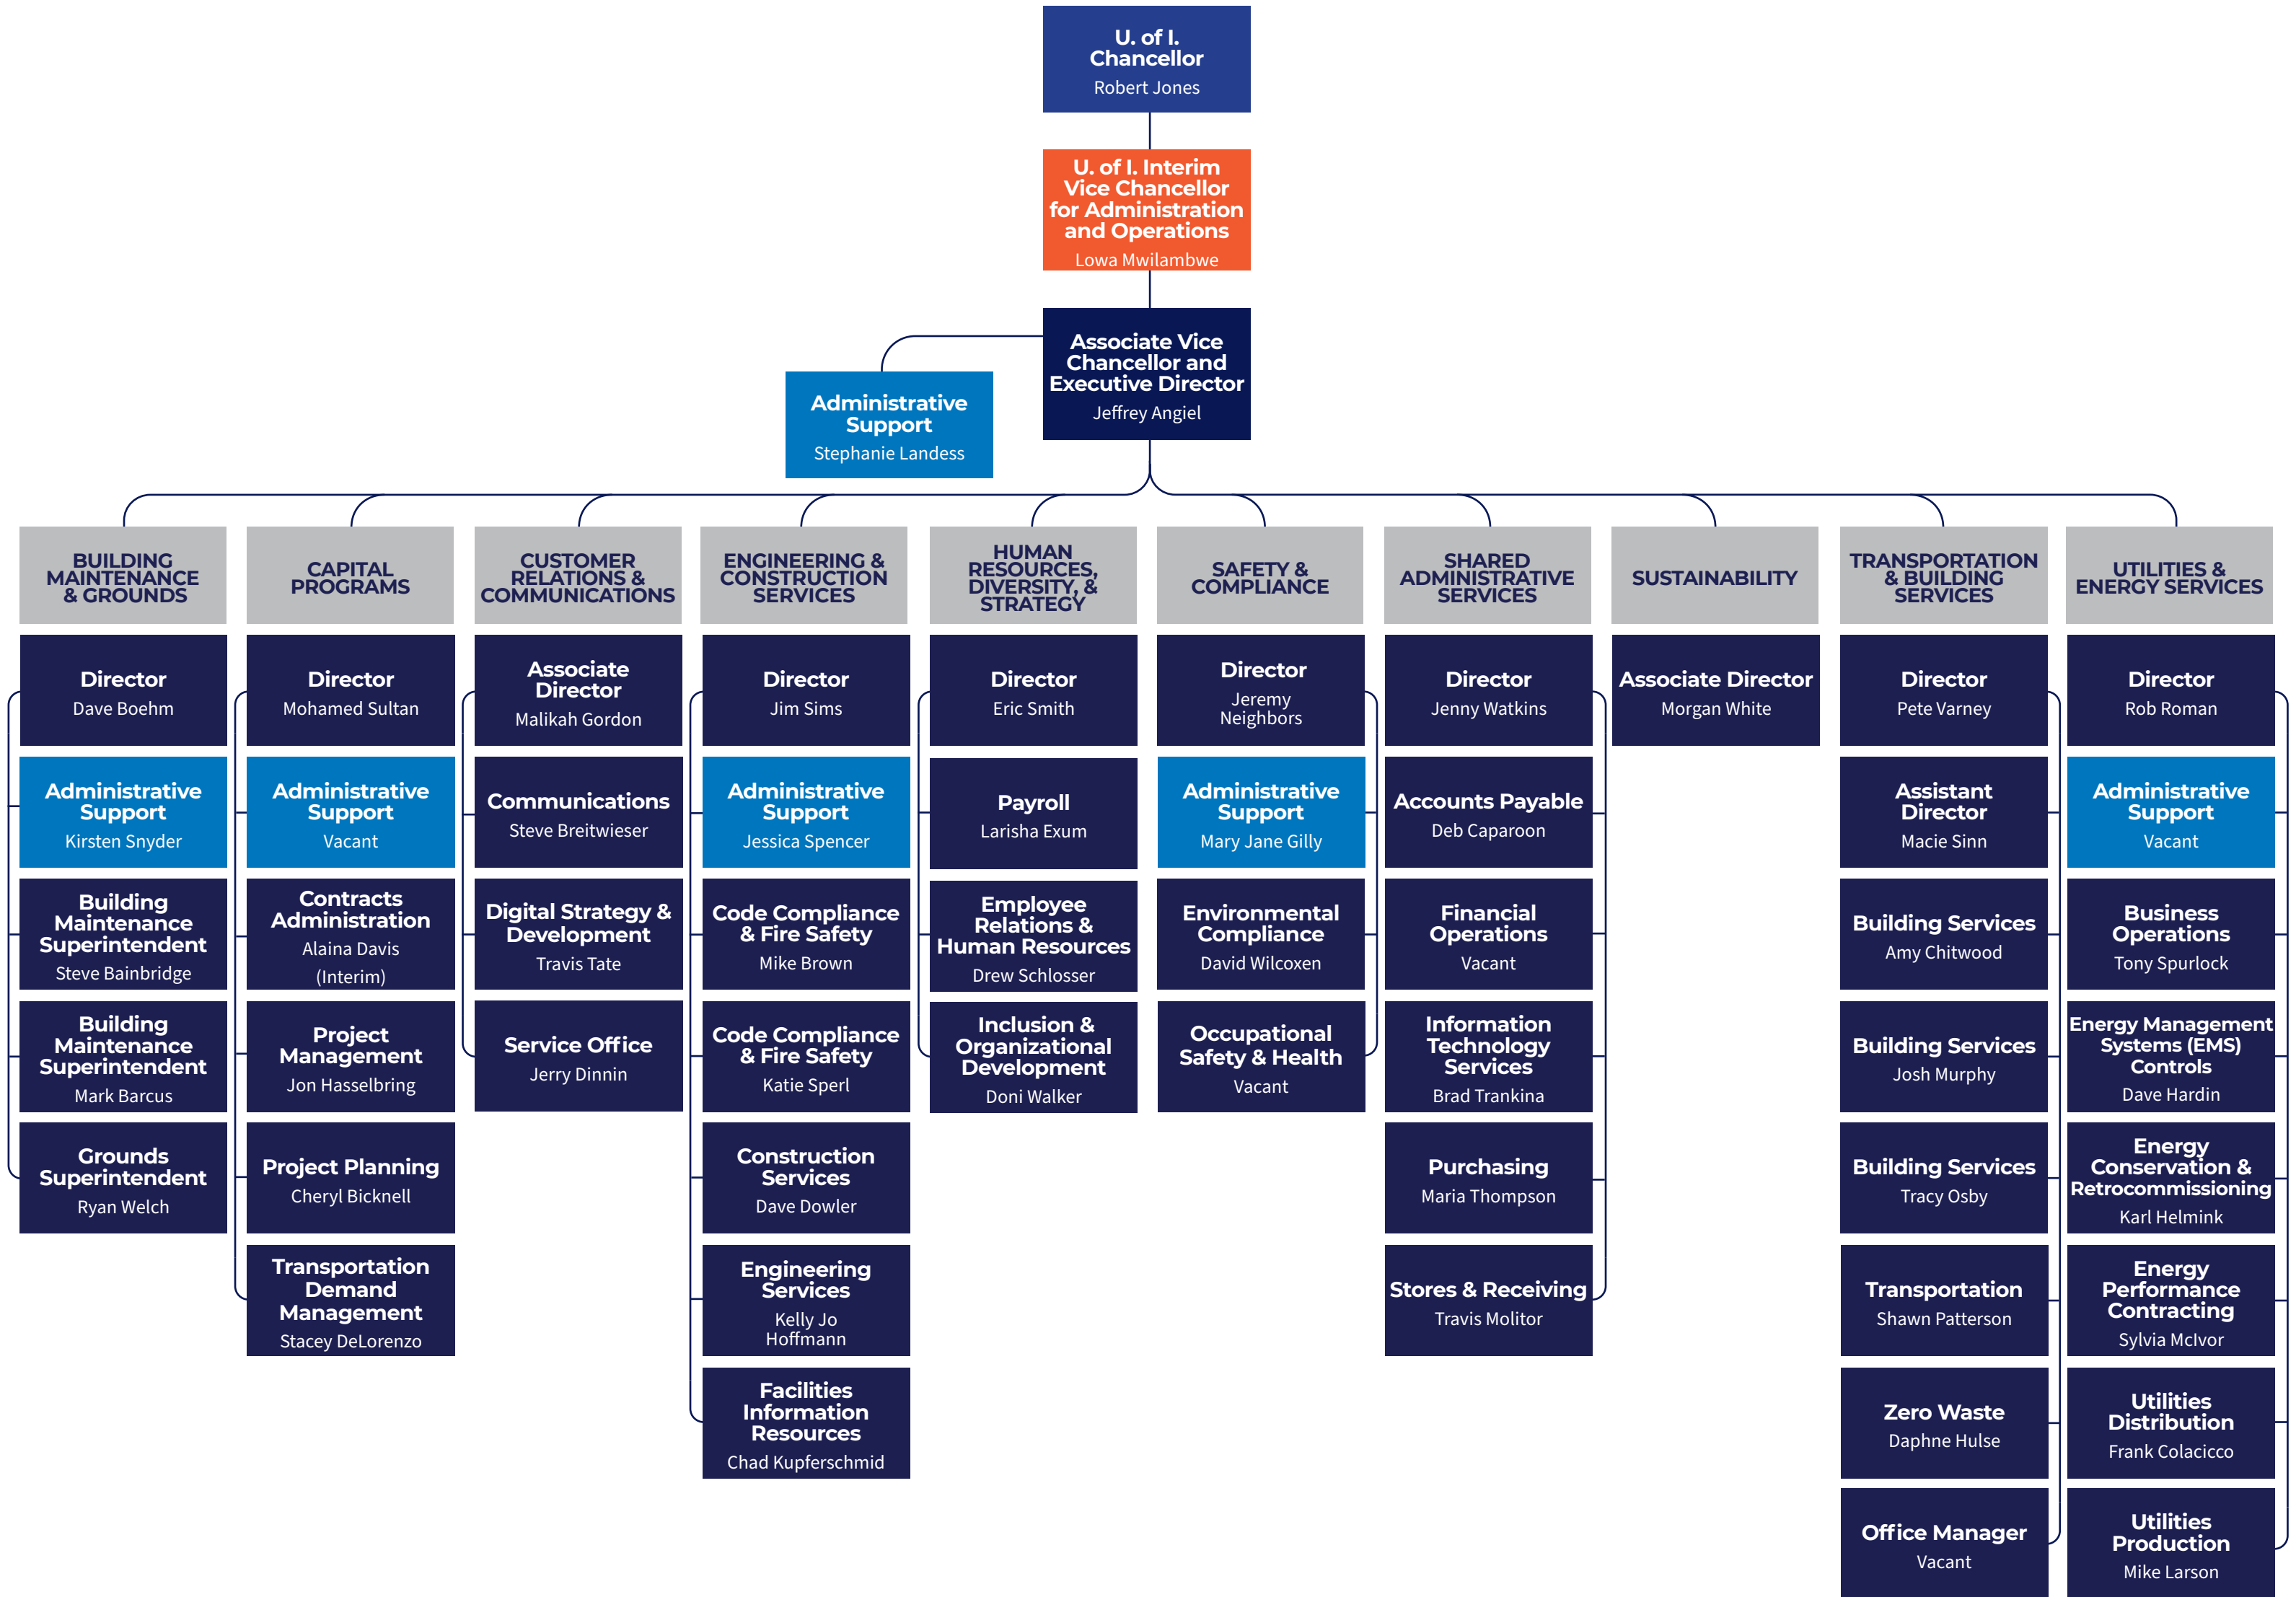 U. of I.
Chancellor
Robert Jones
U. of I. Interim
Vice Chancellor
for Administration
and Operations
Lowa Mwilambwe
Associate Vice
Chancellor and
Executive Director
Jeffrey Angiel
Administrative
Support
Stephanie Landess
BUILDING
MAINTENANCE
& GROUNDS
Director
Dave Boehm
Administrative
Support
Kirsten Snyder
Building
Maintenance
Superintendent
Steve Bainbridge
Building
Maintenance
Superintendent
Mark Barcus
Grounds
Superintendent
Ryan Welch
CAPITAL
PROGRAMS
Director
Mohamed Sultan
Administrative
Support
Vacant
Contracts
Administration
Alaina Davis
(Interim)
Project
Management
Jon Hasselbring
Project Planning
Cheryl Bicknell
Transportation
Demand
Management
Stacey DeLorenzo
CUSTOMER
RELATIONS &
COMMUNICATIONS
Associate
Director
Malikah Gordon
Communications
Steve Breitwieser
Digital Strategy &
Development
Travis Tate
Service Office
Jerry Dinnin
ENGINEERING &
CONSTRUCTION
SERVICES
Director
Jim Sims
Administrative
Support
Jessica Spencer
Code Compliance
& Fire Safety
Mike Brown
Code Compliance
& Fire Safety
Katie Sperl
Construction
Services
Dave Dowler
Engineering
Services
Kelly Jo
Hoffmann
Facilities
Information
Resources
Chad Kupferschmid
HUMAN
RESOURCES,
DIVERSITY, &
STRATEGY
Director
Eric Smith
Payroll
Larisha Exum
Employee
Relations &
Human Resources
Drew Schlosser
Inclusion &
Organizational
Development
Doni Walker
SAFETY &
COMPLIANCE
Director
Jeremy
Neighbors
Administrative
Support
Mary Jane Gilly
Environmental
Compliance
David Wilcoxen
Occupational
Safety & Health
Vacant
SHARED
ADMINISTRATIVE
SERVICES
Director
Jenny Watkins
Accounts Payable
Deb Caparoon
Financial
Operations
Vacant
Information
Technology
Services
Brad Trankina
Purchasing
Maria Thompson
Stores & Receiving
Travis Molitor
SUSTAINABILITY
Associate Director
Morgan White
TRANSPORTATION
& BUILDING
SERVICES
Director
Pete Varney
Assistant
Director
Macie Sinn
Building Services
Amy Chitwood
Building Services
Josh Murphy
Building Services
Tracy Osby
Transportation
Shawn Patterson
Zero Waste
Daphne Hulse
Office Manager
Vacant
UTILITIES &
ENERGY SERVICES
Director
Rob Roman
Administrative
Support
Vacant
Business
Operations
Tony Spurlock
Energy Management
Systems (EMS)
Controls
Dave Hardin
Energy
Conservation &
Retrocommissioning
Karl Helmink
Energy
Performance
Contracting
Sylvia McIvor
Utilities
Distribution
Frank Colacicco
Utilities
Production
Mike Larson